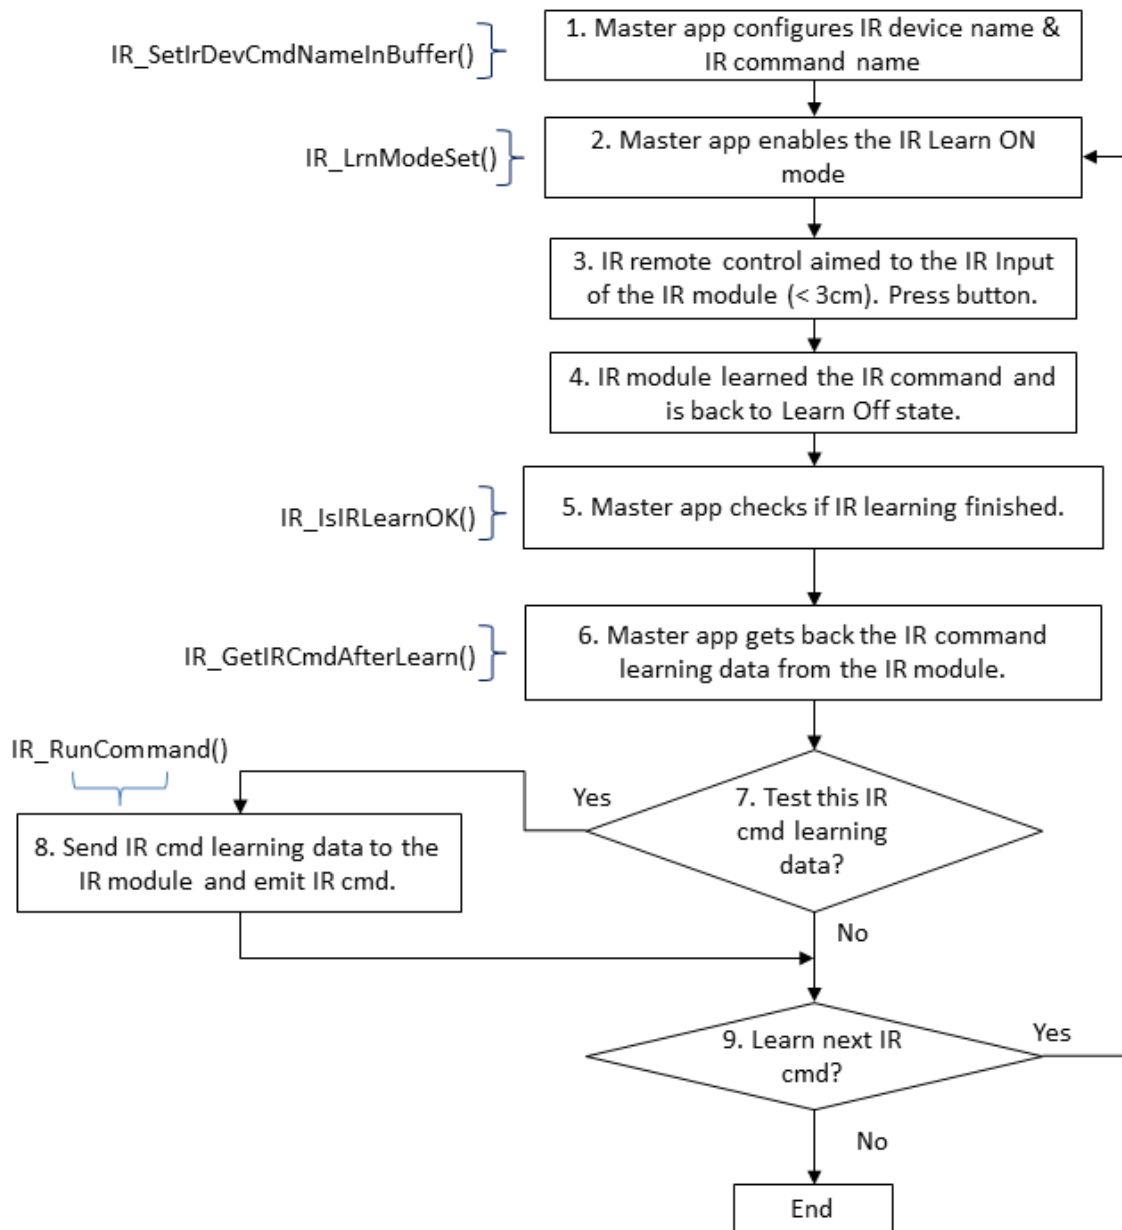 IR_SetIrDevCmdNameInBuffer()
1. Master app configures IR device name &
IR command name
IR_LrnModeSet()
2. Master app enables the IR Learn ON
mode
3. IR remote control aimed to the IR Input
of the IR module (< 3cm). Press button.
4. IR module learned the IR command and
is back to Learn Off state.
IR_IsIRLearnOK()
5. Master app checks if IR learning finished.
IR_GetIRCmdAfterLearn()
6. Master app gets back the IR command
learning data from the IR module.
IR_RunCommand()
Yes
7. Test this IR
cmd learning
data?
8. Send IR cmd learning data to the
IR module and emit IR cmd.
No
9. Learn next IR
cmd?
Yes
No
End